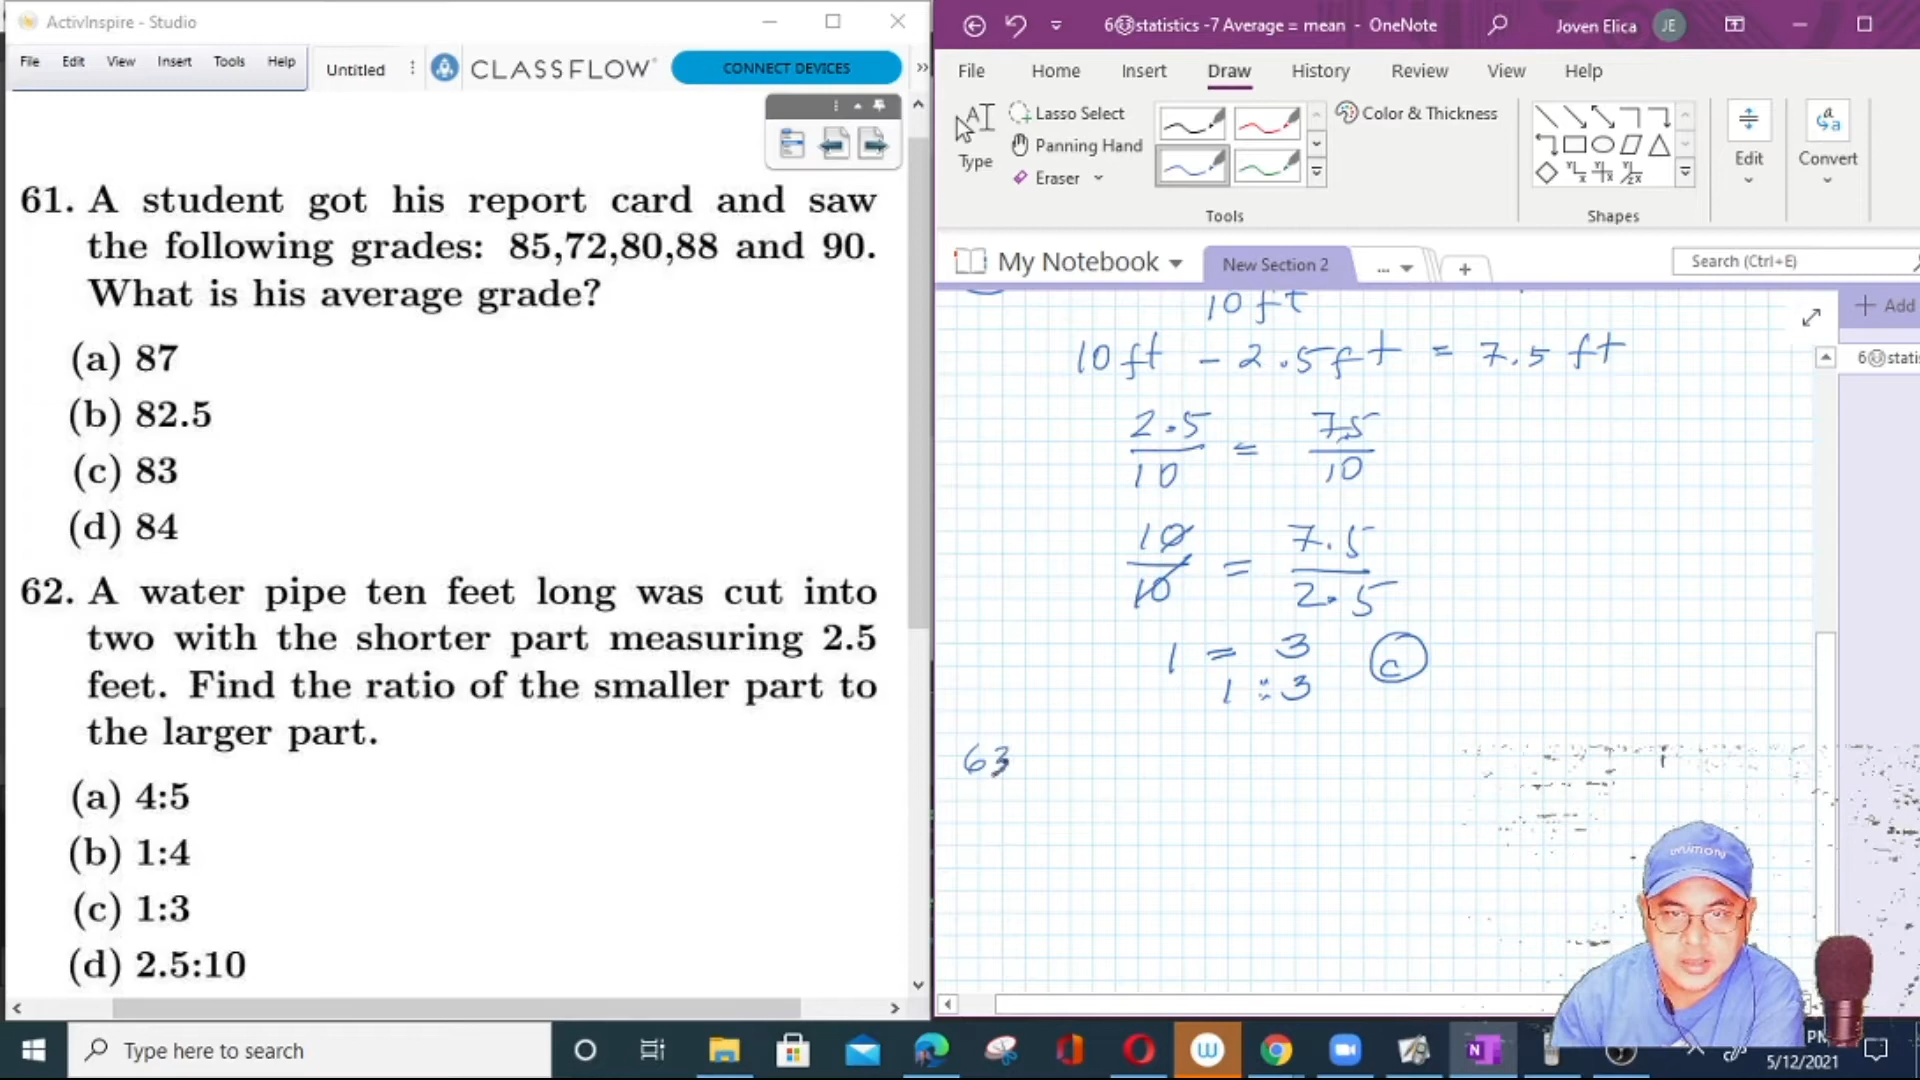 ActivInspire - Studio
File Edit View Insert Tools Help
Untitled
CLASSFLOW
CONNECT DEVICES
61. A student got his report card and saw
the following grades: 85,72,80,88 and 90.
What is his average grade?
(a) 87
(b) 82.5
(c) 83
(d) 84
62. A water pipe ten feet long was cut into
two with the shorter part measuring 2.5
feet. Find the ratio of the smaller part to
the larger part.
(a) 4:5
(b) 1:4
(c) 1:3
(d) 2.5:10
statistics -7 Average = mean - OneNote
Joven Elica JE
File Home Insert Draw History Review View Help
Type
Lasso Select
Panning Hand
Eraser
Color & Thickness
Edit
Convert
Tools
Shapes
My Notebook
New Section 2
...
Search (Ctrl+E)
Add
10 ft
10 ft - 2.5 ft = 7.5 ft
2.5 = 7.5
10 10
10 = 7.5
10 2.5
1 = 3 c
1 : 3
63
Type here to search
5/12/2021